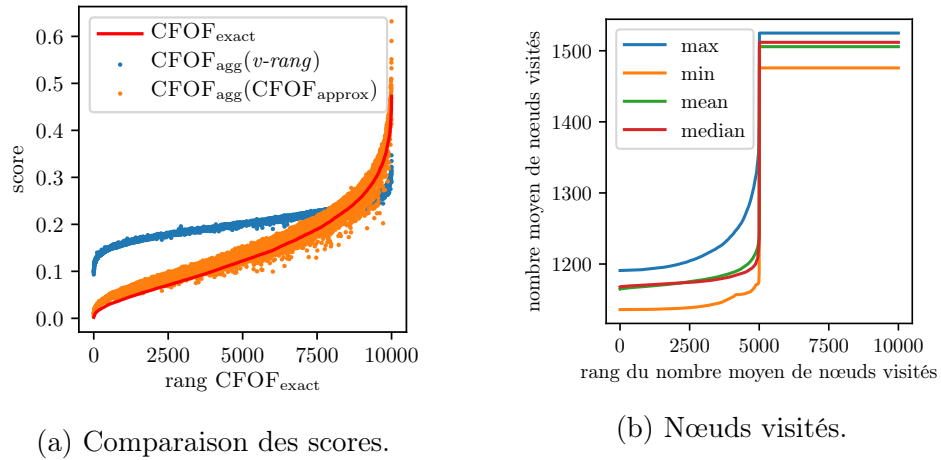 0.6
0.5
0.4
0.3
0.2
0.1
0.0
score
CFOF_exact
CFOF_agg(v-rang)
CFOF_agg(CFOF_approx)
0 2500 5000 7500 10000
rang CFOF_exact
(a) Comparaison des scores.
1500
1400
1300
1200
nombre moyen de nœuds visités
max
min
mean
median
0 2500 5000 7500 10000
rang du nombre moyen de nœuds visités
(b) Nœuds visités.